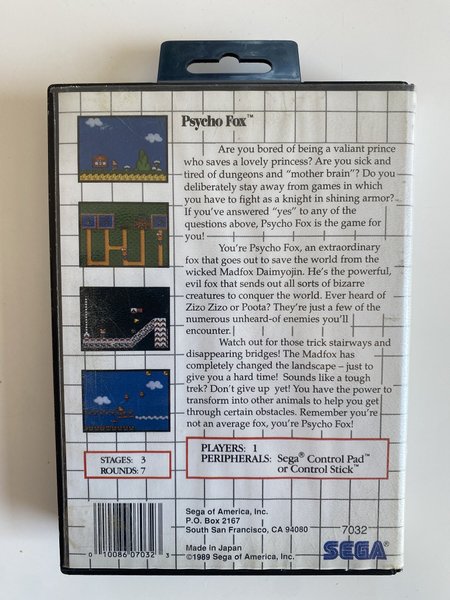 Psycho Fox™
Are you bored of being a valiant prince
who saves a lovely princess? Are you sick and
tired of dungeons and "mother brain"? Do you
deliberately stay away from games in which
you have to fight as a knight in shining armor?
If you've answered "yes" to any of the
questions above, Psycho Fox is the game for
you!
You're Psycho Fox, an extraordinary
fox that goes out to save the world from the
wicked Madfox Daimyojin. He's the powerful,
evil fox that sends out all sorts of bizarre
creatures to conquer the world. Ever heard of
Zizo Zizo or Poota? They're just a few of the
numerous unheard-of enemies you'll
encounter.
Watch out for those trick stairways and
disappearing bridges! The Madfox has
completely changed the landscape – just to
give you a hard time! Sounds like a tough
trek? Don't give up yet! You have the power to
transform into other animals to help you get
through certain obstacles. Remember you're
not an average fox, you're Psycho Fox!
STAGES: 3
ROUNDS: 7
PLAYERS: 1
PERIPHERALS: Sega® Control Pad™
or Control Stick™
Sega of America, Inc.
P.O. Box 2167
South San Francisco, CA 94080
7032
Made in Japan
©1989 Sega of America, Inc.
SEGA
0 10086 07032 3